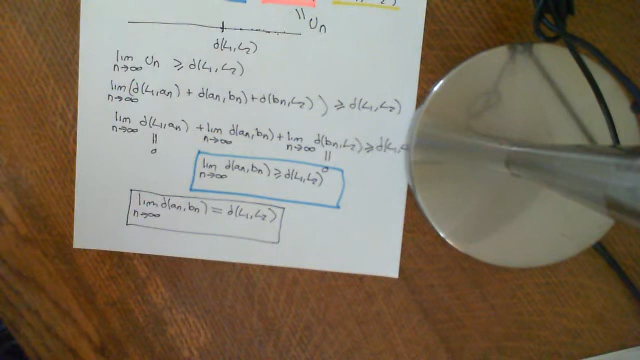 || Un
d(L₁,L₂)
lim n→∞ Un ≥ d(L₁,L₂)
lim n→∞ (d(L₁,an) + d(an,bn) + d(bn,L₂)) ≥ d(L₁,L₂)
lim n→∞ d(L₁,an) + lim n→∞ d(an,bn) + lim n→∞ d(bn,L₂) ≥ d(L₁
|| ||
0 0
lim n→∞ d(an,bn) ≥ d(L₁,L₂)
lim n→∞ d(an,bn) = d(L₁,L₂)